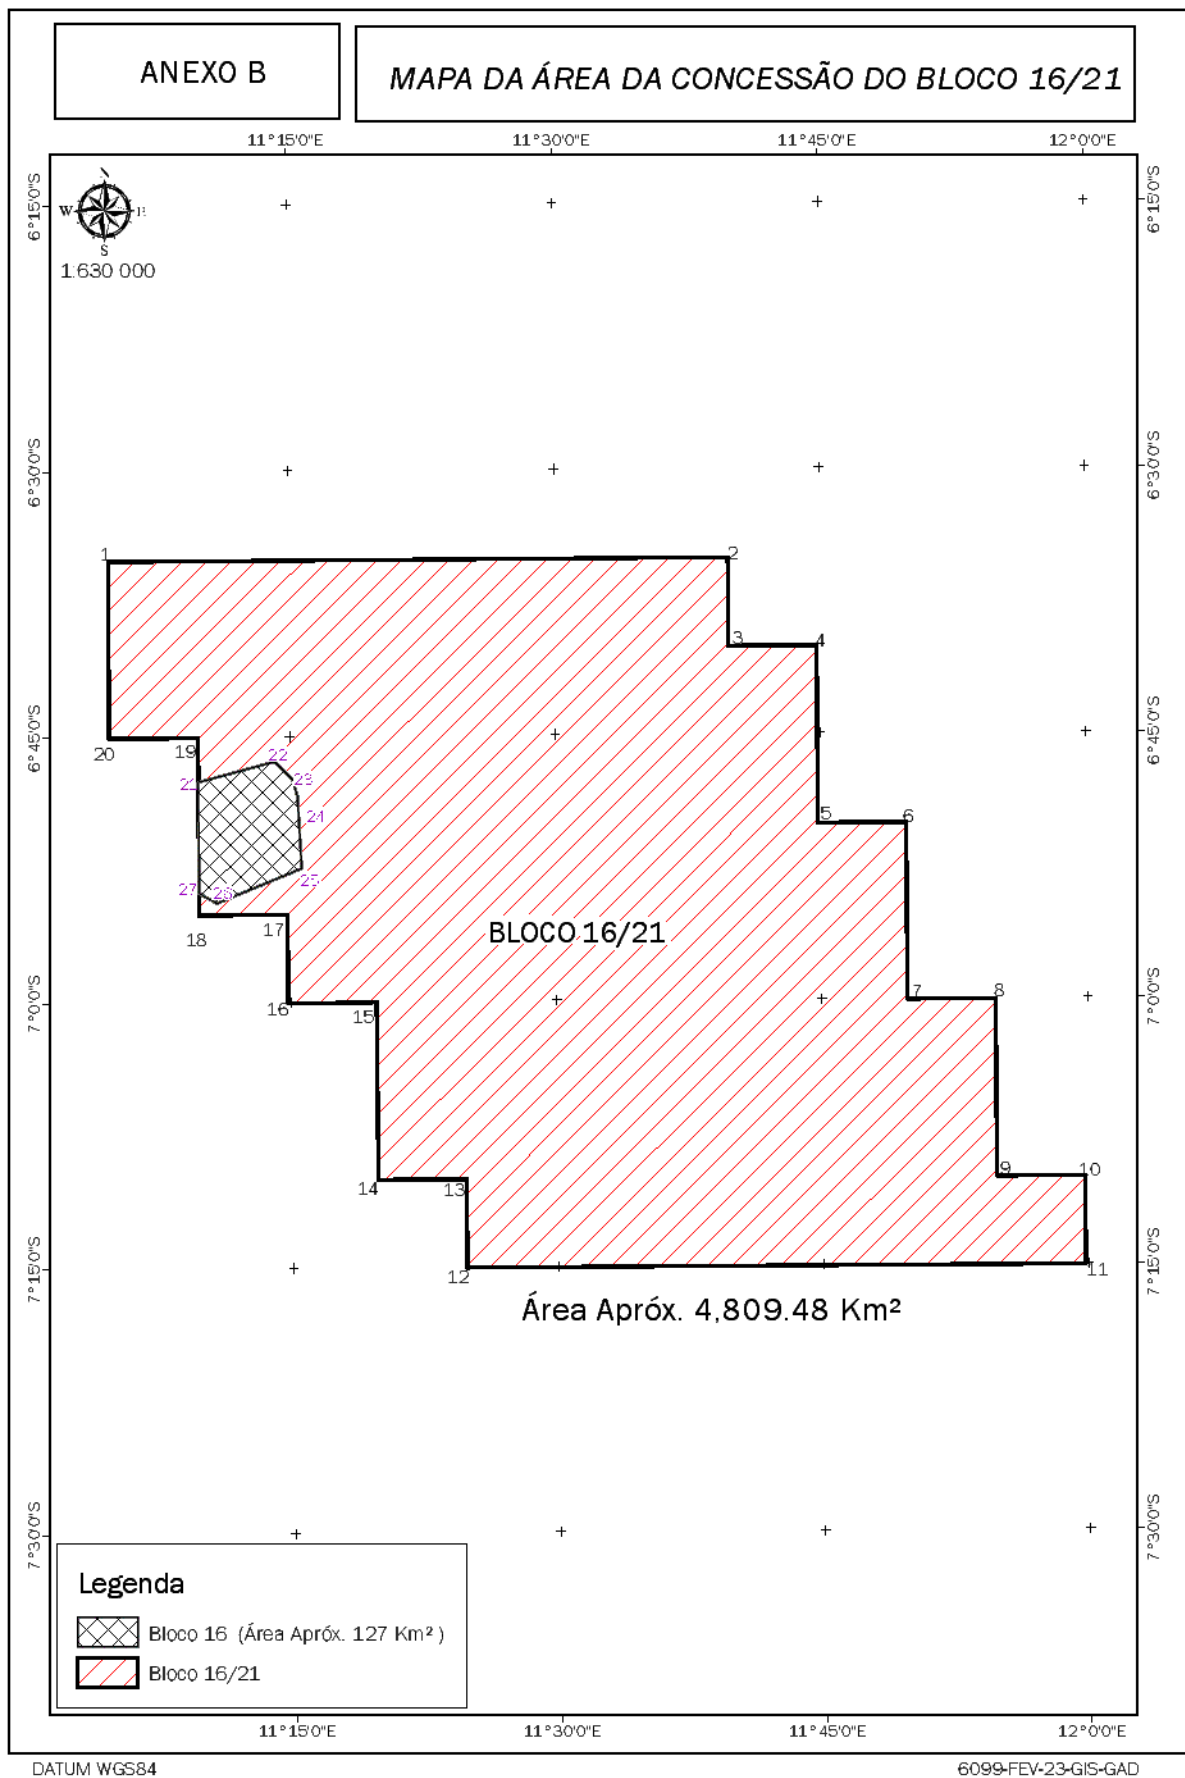 ANEXO B
MAPA DA ÁREA DA CONCESSÃO DO BLOCO 16/21
11°15'0"E 11°30'0"E 11°45'0"E 12°0'0"E
N
W E
S
1:630 000
6°15'0"S 6°15'0"S
6°30'0"S 6°30'0"S
1 2
3 4
6°45'0"S 6°45'0"S
20 19
22
21 23
24 5 6
25
27 26
18 17
BLOCO 16/21
7°0'0"S 7°0'0"S
16 15 7 8
14 13 9 10
7°15'0"S 7°15'0"S
12 11
Área Apróx. 4,809.48 Km²
7°30'0"S 7°30'0"S
Legenda
Bloco 16 (Área Apróx. 127 Km²)
Bloco 16/21
11°15'0"E 11°30'0"E 11°45'0"E 12°0'0"E
DATUM WGS84
6099-FEV-23-GIS-GAD